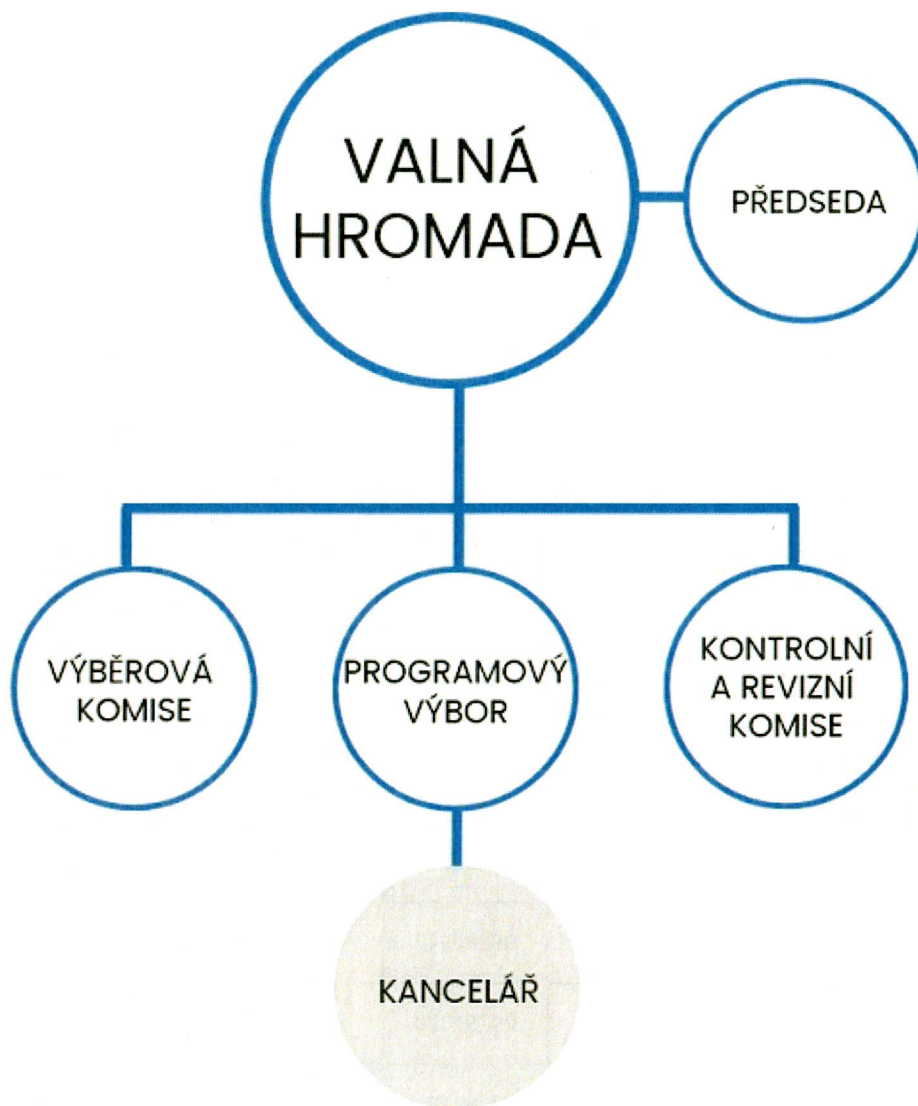 VALNÁ
HROMADA
PŘEDSEDA
VÝBĚROVÁ
KOMISE
PROGRAMOVÝ
VÝBOR
KONTROLNÍ
A REVIZNÍ
KOMISE
KANCELÁŘ